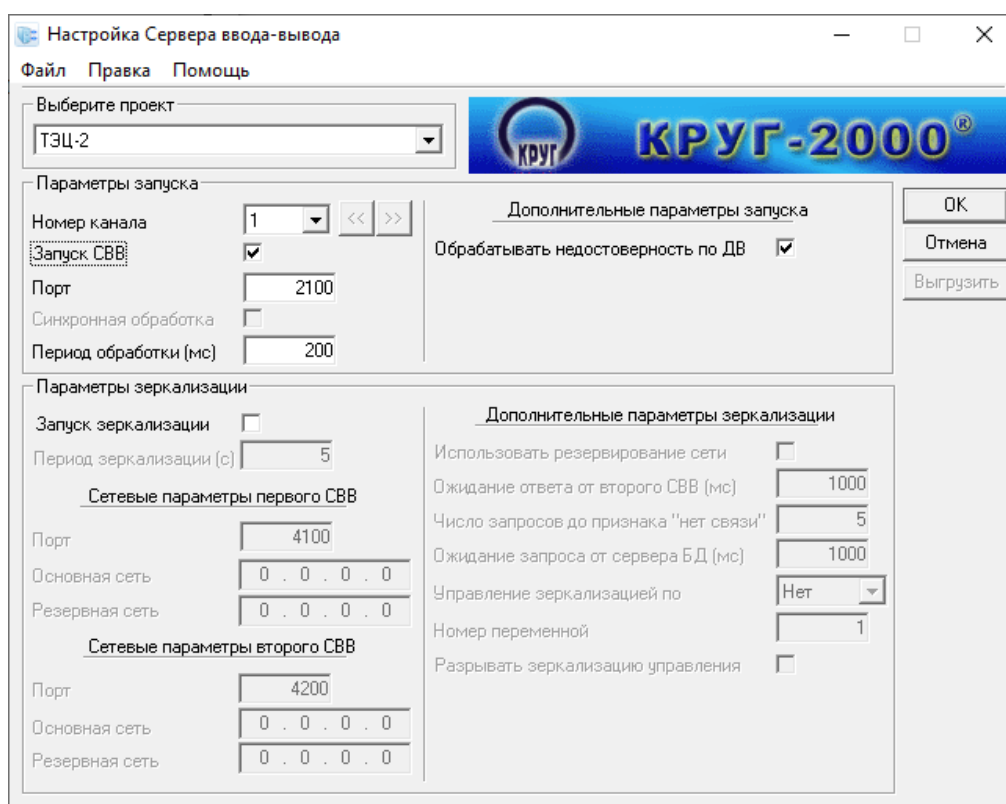 Настройка Сервера ввода-вывода
Файл Правка Помощь
Выберите проект
ТЭЦ-2
КРУГ
КРУГ-2000®
Параметры запуска
Номер канала 1 << >>
Запуск СВВ
Порт 2100
Синхронная обработка
Период обработки (мс) 200
Дополнительные параметры запуска
Обрабатывать недостоверность по ДВ
OK
Отмена
Выгрузить
Параметры зеркализации
Запуск зеркализации
Период зеркализации (с) 5
Сетевые параметры первого СВВ
Порт 4100
Основная сеть 0 . 0 . 0 . 0
Резервная сеть 0 . 0 . 0 . 0
Сетевые параметры второго СВВ
Порт 4200
Основная сеть 0 . 0 . 0 . 0
Резервная сеть 0 . 0 . 0 . 0
Дополнительные параметры зеркализации
Использовать резервирование сети
Ожидание ответа от второго СВВ (мс) 1000
Число запросов до признака "нет связи" 5
Ожидание запроса от сервера БД (мс) 1000
Управление зеркализацией по Нет
Номер переменной 1
Разрывать зеркализацию управления